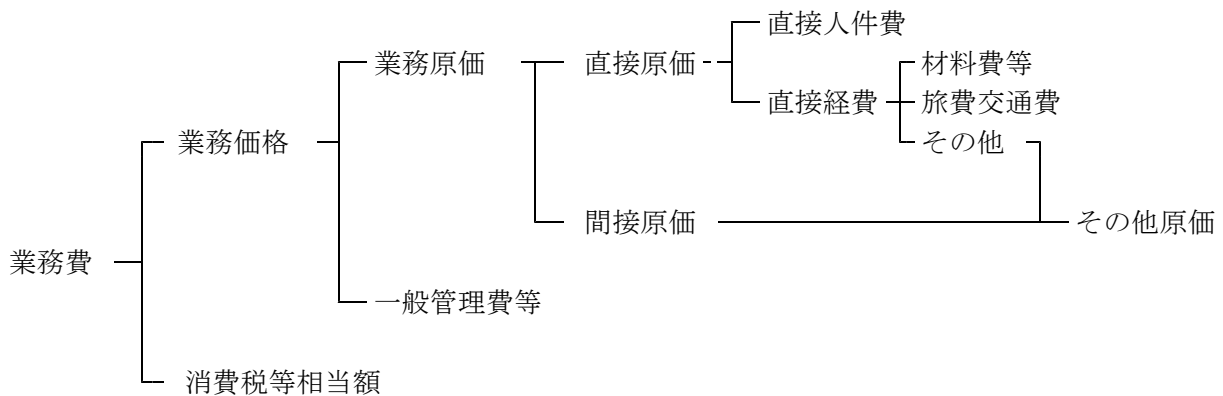 直接人件費
業務原価 直接原価 材料費等
直接経費 旅費交通費
業務価格 その他
間接原価 その他原価
業務費
一般管理費等
消費税等相当額